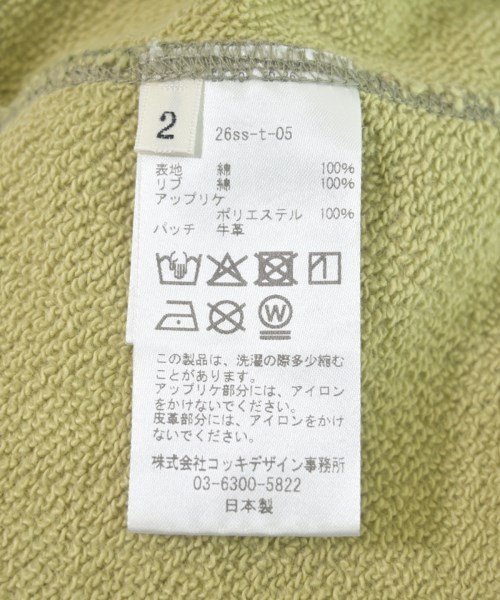 2
26ss-t-05
表地 綿 100%
リブ 綿 100%
アップリケ
ポリエステル 100%
パッチ 牛革
W
この製品は、洗濯の際多少縮む
ことがあります。
アップリケ部分には、アイロン
をかけないでください。
皮革部分には、アイロンをかけ
ないでください。
株式会社コッキデザイン事務所
03-6300-5822
日本製